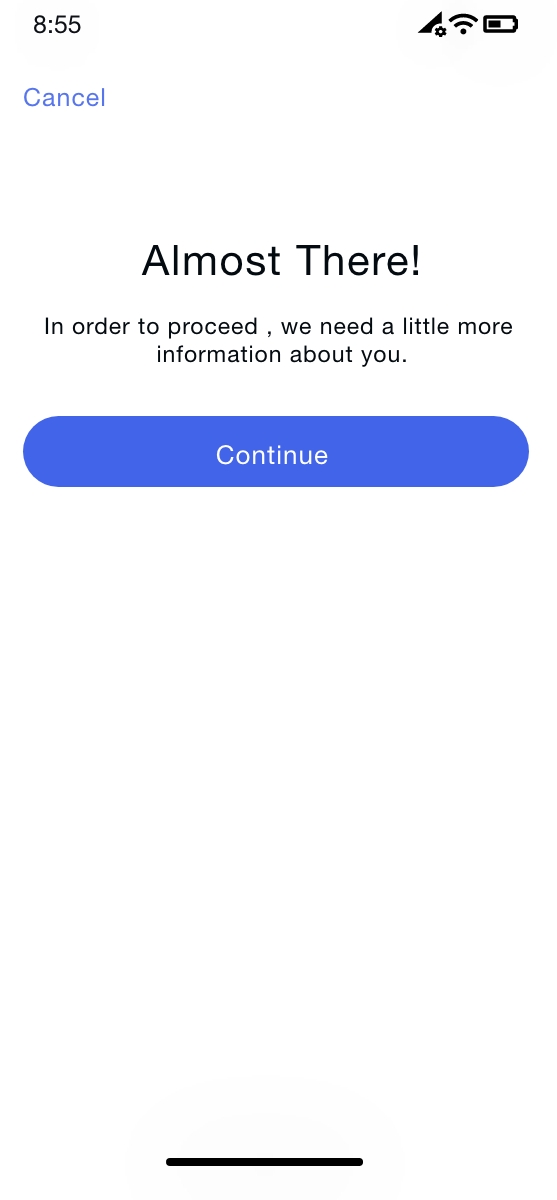 8:55
Cancel
Almost There!
In order to proceed , we need a little more
information about you.
Continue